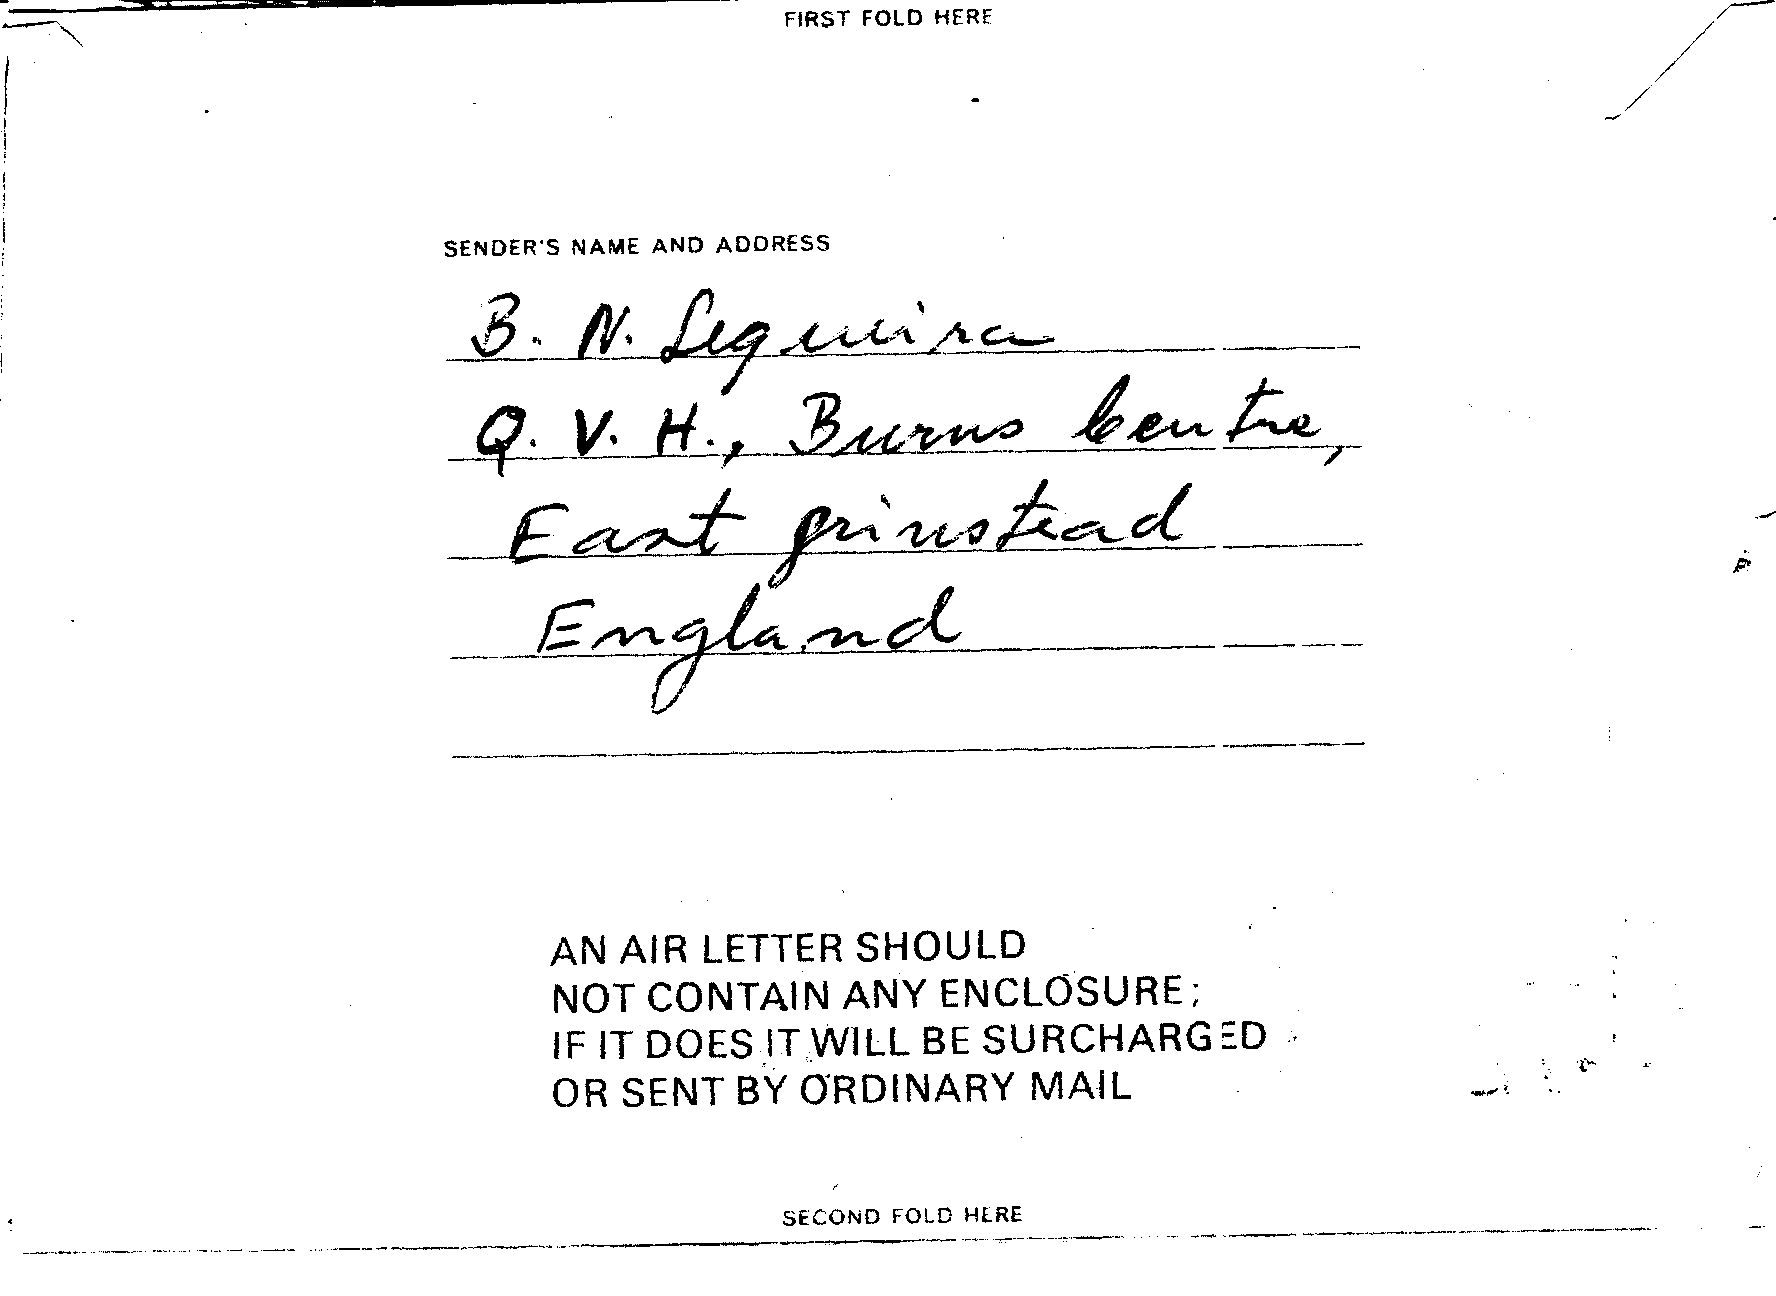 FIRST FOLD HERE
SENDER'S NAME AND ADDRESS
B. N. Sequeira
Q. V. H., Burns Centre,
East Grinstead
England
AN AIR LETTER SHOULD
NOT CONTAIN ANY ENCLOSURE;
IF IT DOES IT WILL BE SURCHARGED
OR SENT BY ORDINARY MAIL
SECOND FOLD HERE